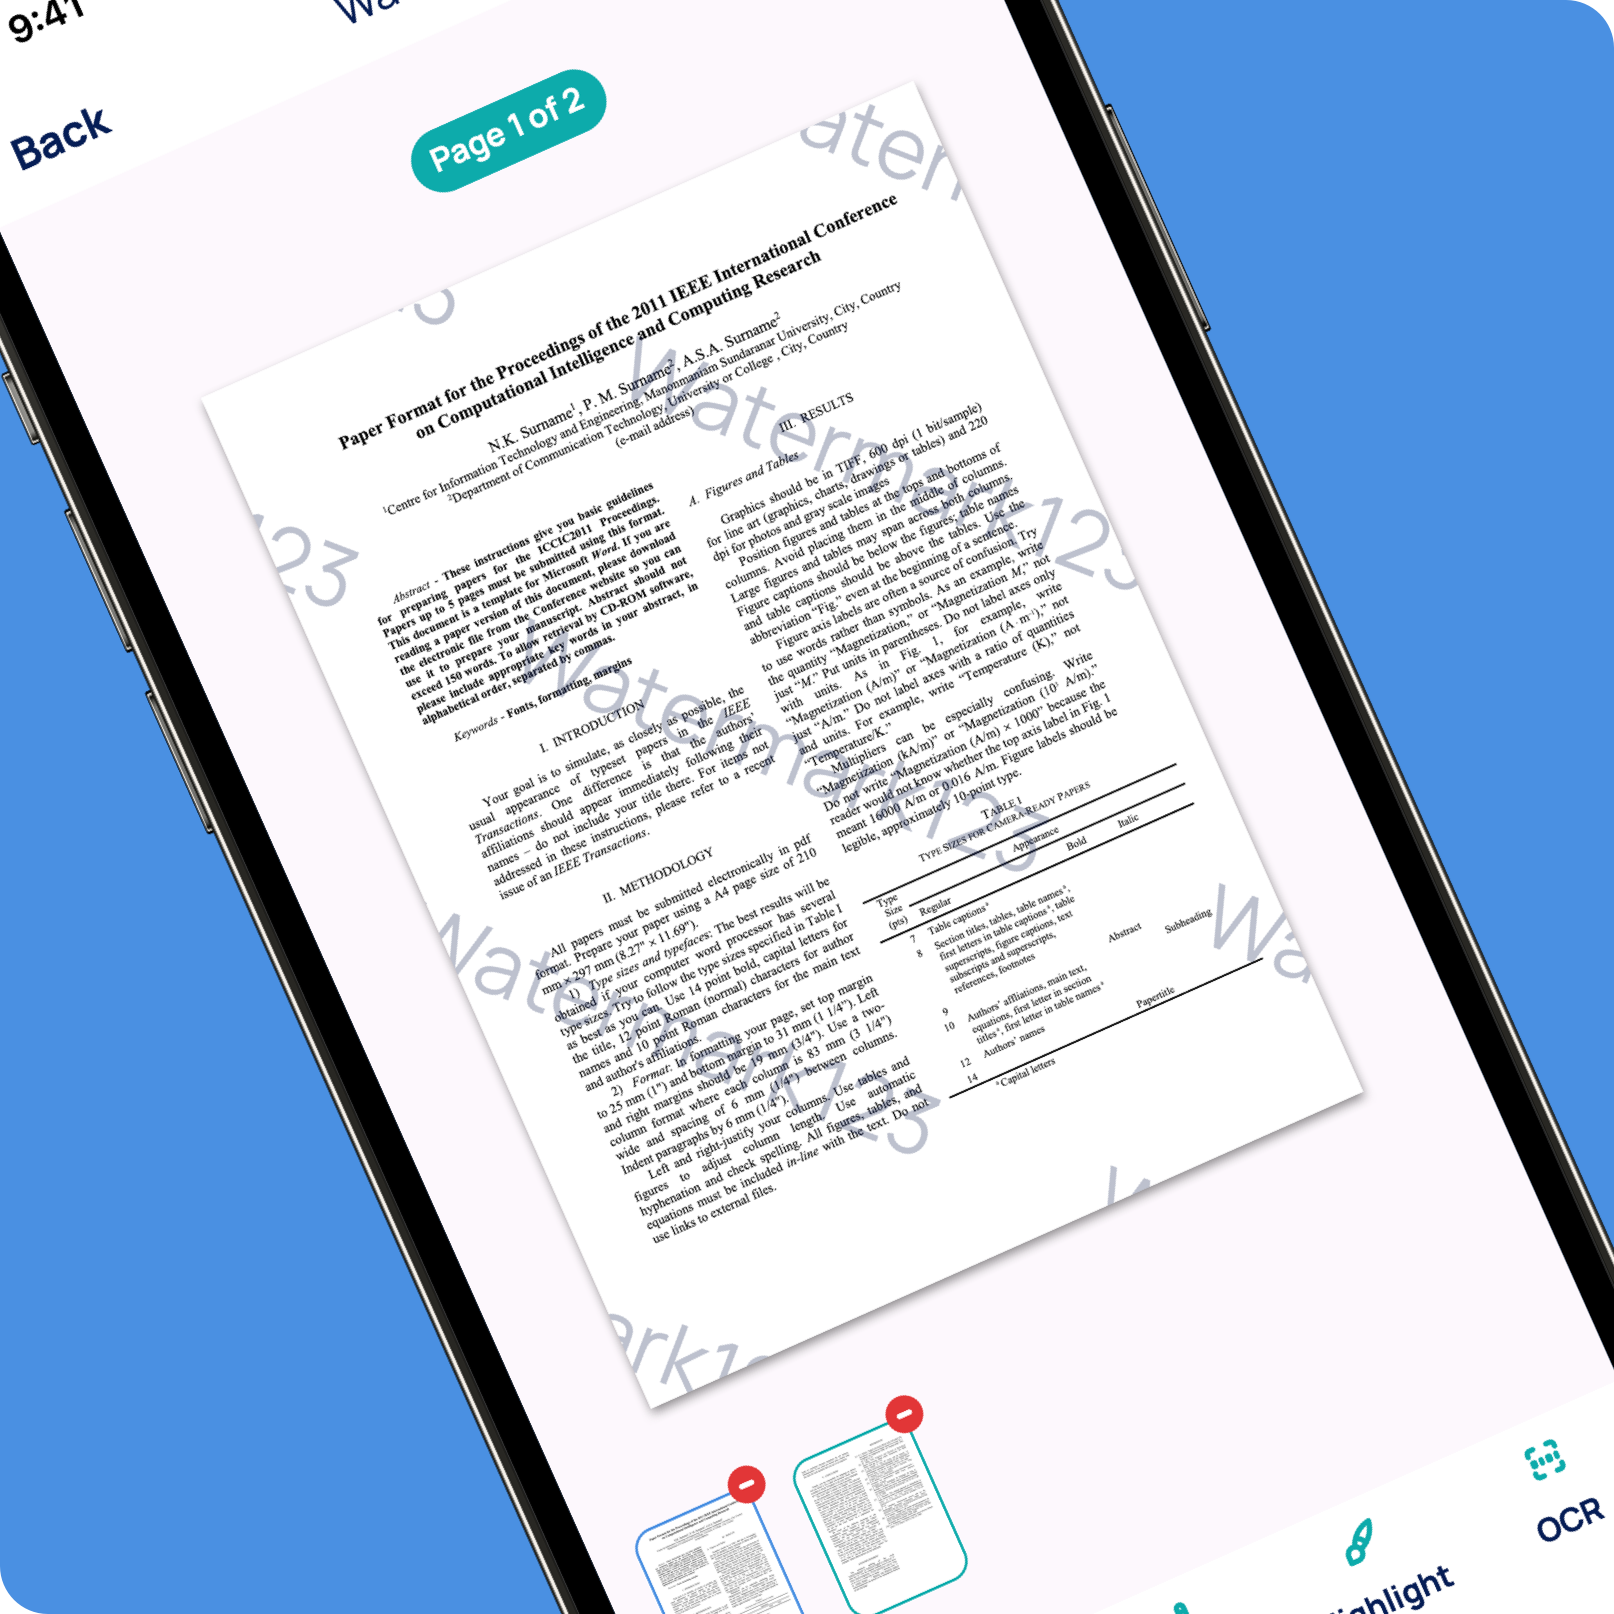 9:41
Wa
Back
Page 1 of 2
Paper Format for the Proceedings of the 2011 IEEE International Conference
on Computational Intelligence and Computing Research
N.K. Surname1, P. M. Surname2, A.S.A. Surname2
1Centre for Information Technology and Engineering, Manonmaniam Sundaranar University, City, Country
2Department of Communication Technology, University or College , City, Country
(e-mail address)
Abstract - These instructions give you basic guidelines
for preparing papers for the ICCIC2011 Proceedings.
Papers up to 5 pages must be submitted using this format.
This document is a template for Microsoft Word. If you are
reading a paper version of this document, please download
the electronic file from the Conference website so you can
use it to prepare your manuscript. Abstract should not
exceed 150 words. To allow retrieval by CD-ROM software,
please include appropriate key words in your abstract, in
alphabetical order, separated by commas.
Keywords - Fonts, formatting, margins
I. INTRODUCTION
Your goal is to simulate, as closely as possible, the
usual appearance of typeset papers in the IEEE
Transactions. One difference is that the authors'
affiliations should appear immediately following their
names – do not include your title there. For items not
addressed in these instructions, please refer to a recent
issue of an IEEE Transactions.
II. METHODOLOGY
All papers must be submitted electronically in pdf
format. Prepare your paper using a A4 page size of 210
mm × 297 mm (8.27" × 11.69").
1) Type sizes and typefaces: The best results will be
obtained if your computer word processor has several
type sizes. Try to follow the type sizes specified in Table I
as best as you can. Use 14 point bold, capital letters for
the title, 12 point Roman (normal) characters for author
names and 10 point Roman characters for the main text
and author's affiliations.
2) Format: In formatting your page, set top margin
to 25 mm (1") and bottom margin to 31 mm (1 1/4"). Left
and right margins should be 19 mm (3/4"). Use a two-
column format where each column is 83 mm (3 1/4")
wide and spacing of 6 mm (1/4") between columns.
Indent paragraphs by 6 mm (1/4").
Left and right-justify your columns. Use tables and
figures to adjust column length. Use automatic
hyphenation and check spelling. All figures, tables, and
equations must be included in-line with the text. Do not
use links to external files.
III. RESULTS
A. Figures and Tables
Graphics should be in TIFF, 600 dpi (1 bit/sample)
for line art (graphics, charts, drawings or tables) and 220
dpi for photos and gray scale images
Position figures and tables at the tops and bottoms of
columns. Avoid placing them in the middle of columns.
Large figures and tables may span across both columns.
Figure captions should be below the figures; table names
and table captions should be above the tables. Use the
abbreviation "Fig." even at the beginning of a sentence.
Figure axis labels are often a source of confusion. Try
to use words rather than symbols. As an example, write
the quantity "Magnetization," or "Magnetization M," not
just "M." Put units in parentheses. Do not label axes only
with units. As in Fig. 1, for example, write
"Magnetization (A/m)" or "Magnetization (A m-1)," not
just "A/m." Do not label axes with a ratio of quantities
and units. For example, write "Temperature (K)," not
"Temperature/K."
Multipliers can be especially confusing. Write
"Magnetization (kA/m)" or "Magnetization (103 A/m)."
Do not write "Magnetization (A/m) × 1000" because the
reader would not know whether the top axis label in Fig. 1
meant 16000 A/m or 0.016 A/m. Figure labels should be
legible, approximately 10-point type.
TABLE I
TYPE SIZES FOR CAMERA-READY PAPERS
Type
Size
(pts)
Appearance
Regular Bold Italic
7 Table captionsa
8 Section titles, tables, table namesa,
first letters in table captionsa, table
superscripts, figure captions, text
subscripts and superscripts,
references, footnotes
9 Abstract Subheading
10 Authors' affliations, main text,
equations, first letter in section
titlesa, first letter in table namesa
12 Authors' names
14 Papertitle
a Capital letters
Watermark123
Watermark123
Watermark123
aterr
23
Wa
ark12
ghlight
OCR